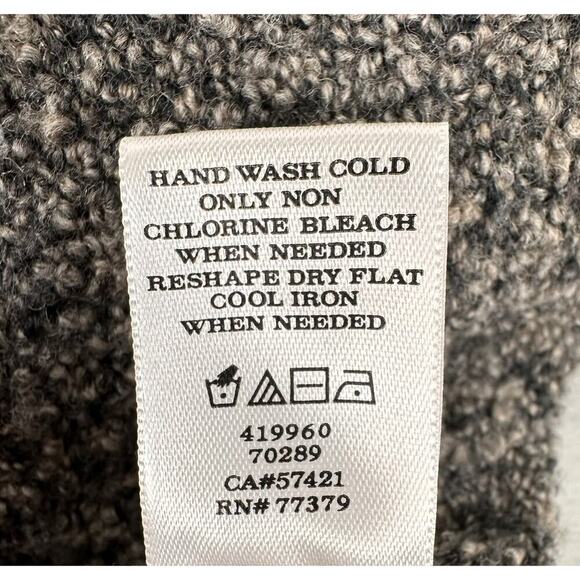 HAND WASH COLD
ONLY NON
CHLORINE BLEACH
WHEN NEEDED
RESHAPE DRY FLAT
COOL IRON
WHEN NEEDED
419960
70289
CA#57421
RN# 77379